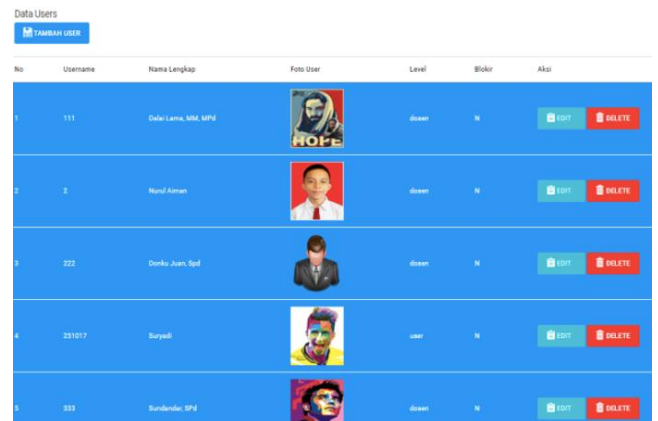 Data Users
TAMBAH USER
No Username Nama Lengkap Foto User Level Blokir Aksi
1 111 Dalai Lama, MM, MPd HOPE dosen N EDIT DELETE
2 2 Nurul Aiman dosen N EDIT DELETE
3 222 Donku Juan, Spd dosen N EDIT DELETE
4 251017 Suryadi user N EDIT DELETE
5 333 Sundandar, SPd dosen N EDIT DELETE